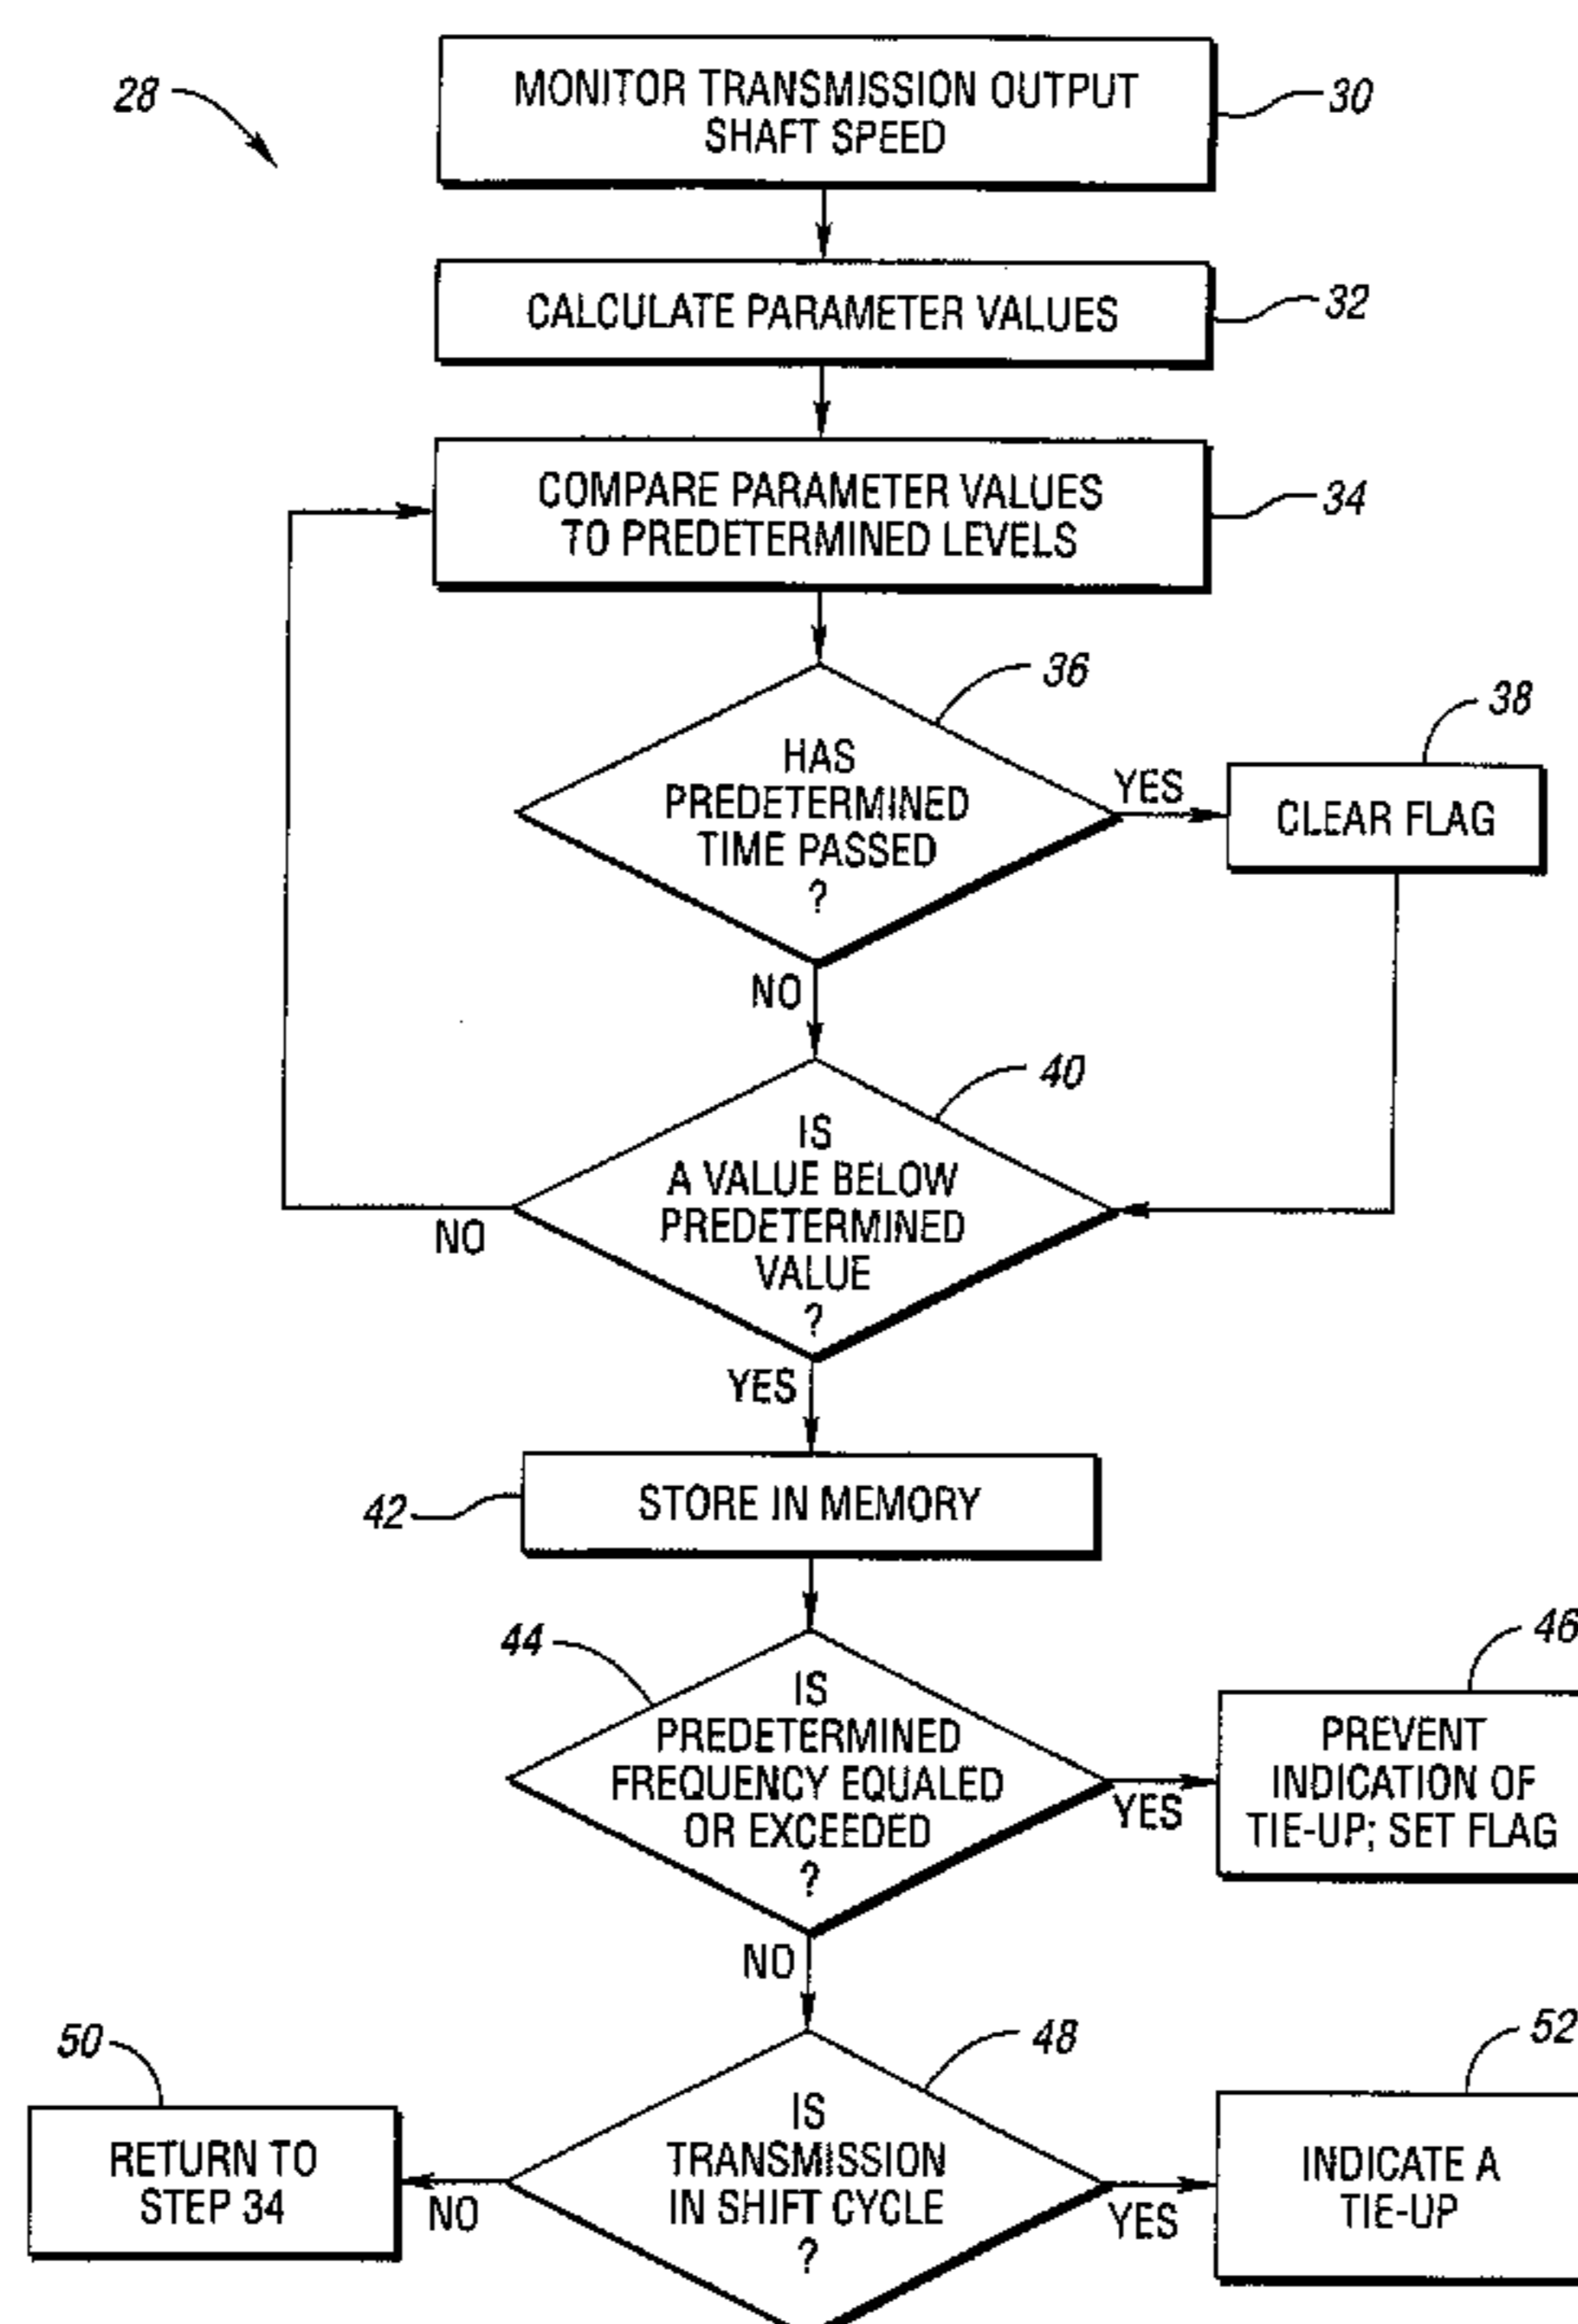 28
MONITOR TRANSMISSION OUTPUT
SHAFT SPEED
30
CALCULATE PARAMETER VALUES
32
COMPARE PARAMETER VALUES
TO PREDETERMINED LEVELS
34
36
HAS
PREDETERMINED
TIME PASSED
?
YES
38
CLEAR FLAG
NO
40
IS
A VALUE BELOW
PREDETERMINED
VALUE
?
NO
YES
42
STORE IN MEMORY
44
IS
PREDETERMINED
FREQUENCY EQUALED
OR EXCEEDED
?
YES
46
PREVENT
INDICATION OF
TIE-UP; SET FLAG
NO
48
IS
TRANSMISSION
IN SHIFT CYCLE
?
NO
50
RETURN TO
STEP 34
YES
52
INDICATE A
TIE-UP